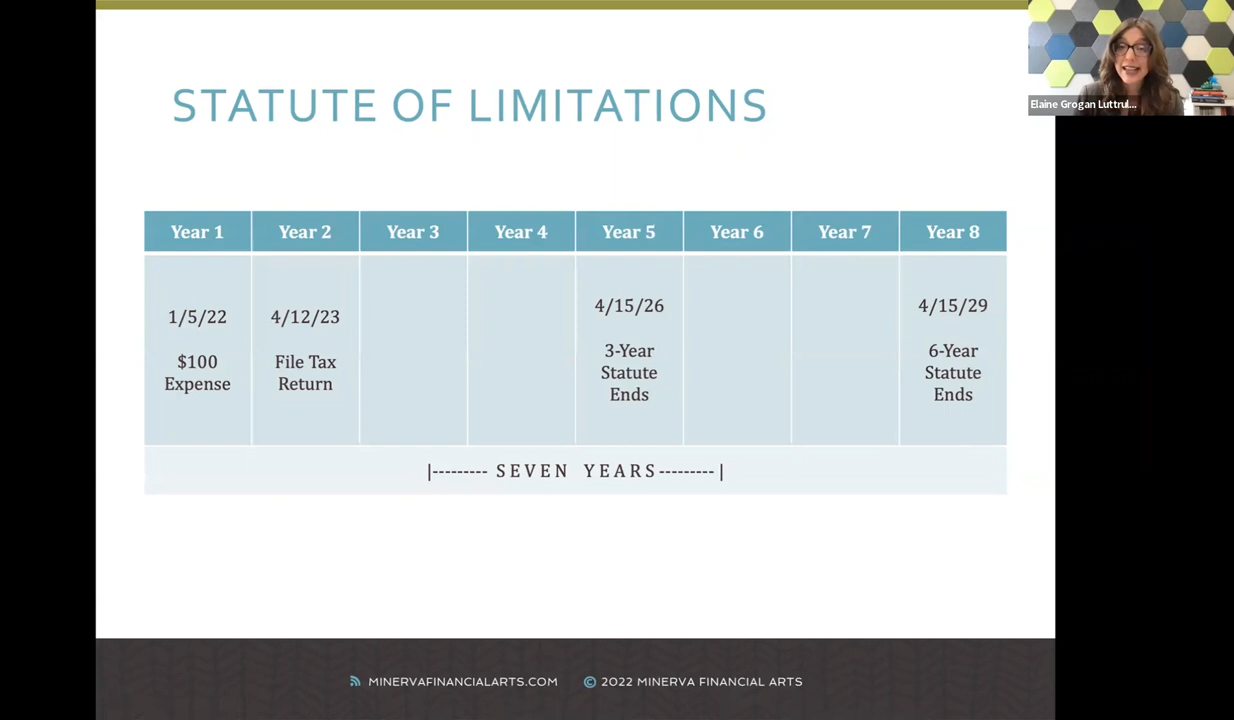 STATUTE OF LIMITATIONS
Elaine Grogan Luttrul...
Year 1 Year 2 Year 3 Year 4 Year 5 Year 6 Year 7 Year 8
1/5/22
$100
Expense
4/12/23
File Tax
Return
4/15/26
3-Year
Statute
Ends
4/15/29
6-Year
Statute
Ends
|--------- SEVEN YEARS--------- |
MINERVAFINANCIALARTS.COM © 2022 MINERVA FINANCIAL ARTS